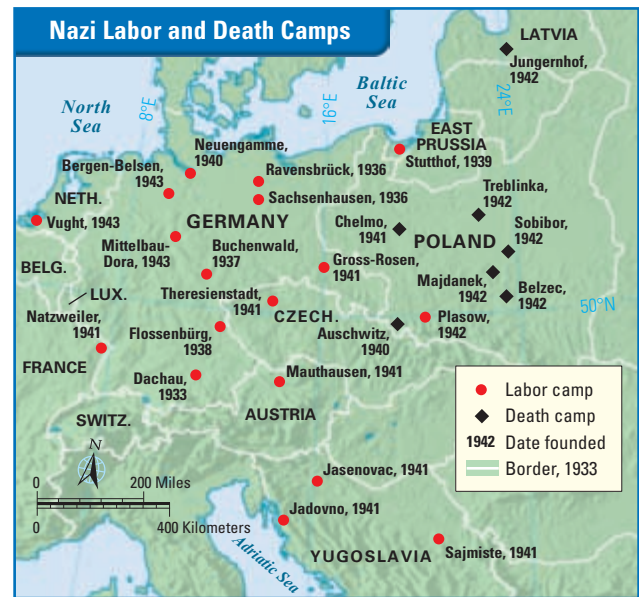 Nazi Labor and Death Camps
LATVIA
Jungernhof,
1942
Baltic
Sea
North
Sea
8°E
16°E
24°E
Neuengamme,
1940
EAST
PRUSSIA
Stutthof, 1939
Bergen-Belsen,
1943
Ravensbrück, 1936
Sachsenhausen, 1936
Treblinka,
1942
NETH.
Vught, 1943
GERMANY
Chelmo,
1941
POLAND
Sobibor,
1942
Mittelbau-
Dora, 1943
Buchenwald,
1937
Gross-Rosen,
1941
BELG.
Majdanek,
1942
Belzec,
1942
LUX.
Theresienstadt,
1941
50°N
Natzweiler,
1941
CZECH.
Plasow,
1942
Flossenbürg,
1938
Auschwitz,
1940
FRANCE
Dachau,
1933
Mauthausen, 1941
AUSTRIA
SWITZ.
Labor camp
Death camp
1942 Date founded
Border, 1933
N
0 200 Miles
0 400 Kilometers
Jasenovac, 1941
Jadovno, 1941
Adriatic Sea
YUGOSLAVIA
Sajmiste, 1941